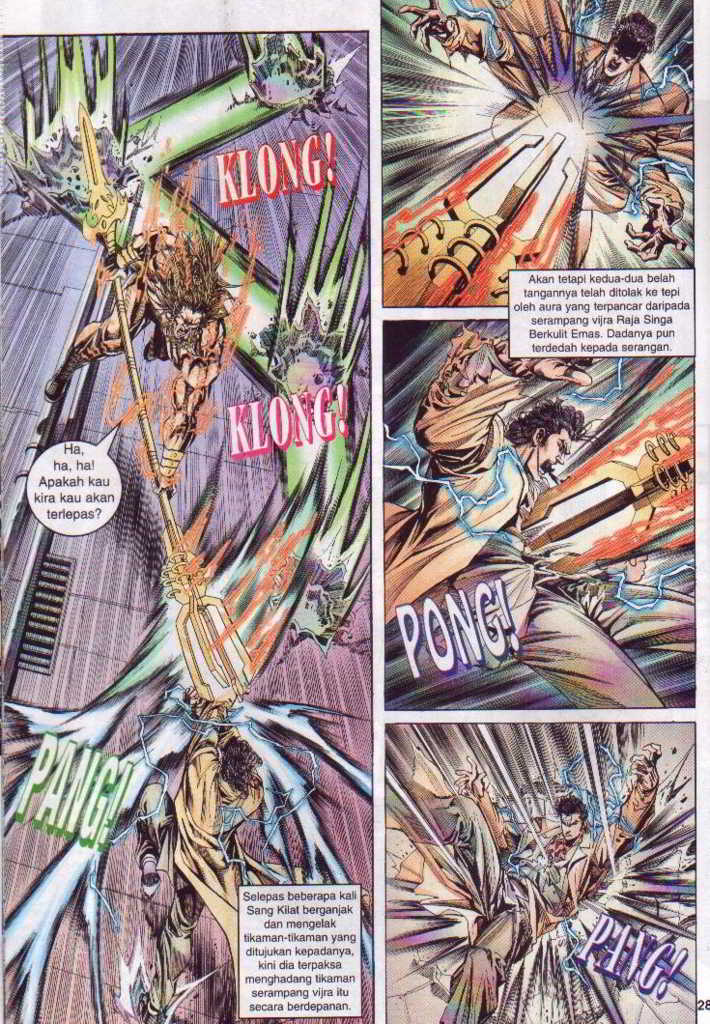 KLONG!
KLONG!
Ha,
ha, ha!
Apakah kau
kira kau akan
terlepas?
PANG!
Selepas beberapa kali
Sang Kilat berganjak
dan mengelak
tikaman-tikaman yang
ditujukan kepadanya,
kini dia terpaksa
menghadang tikaman
serampang vijra itu
secara berdepanan.
Akan tetapi kedua-dua belah
tangannya telah ditolak ke tepi
oleh aura yang terpancar daripada
serampang vijra Raja Singa
Berkulit Emas. Dadanya pun
terdedah kepada serangan.
PONG!
PANG!
28